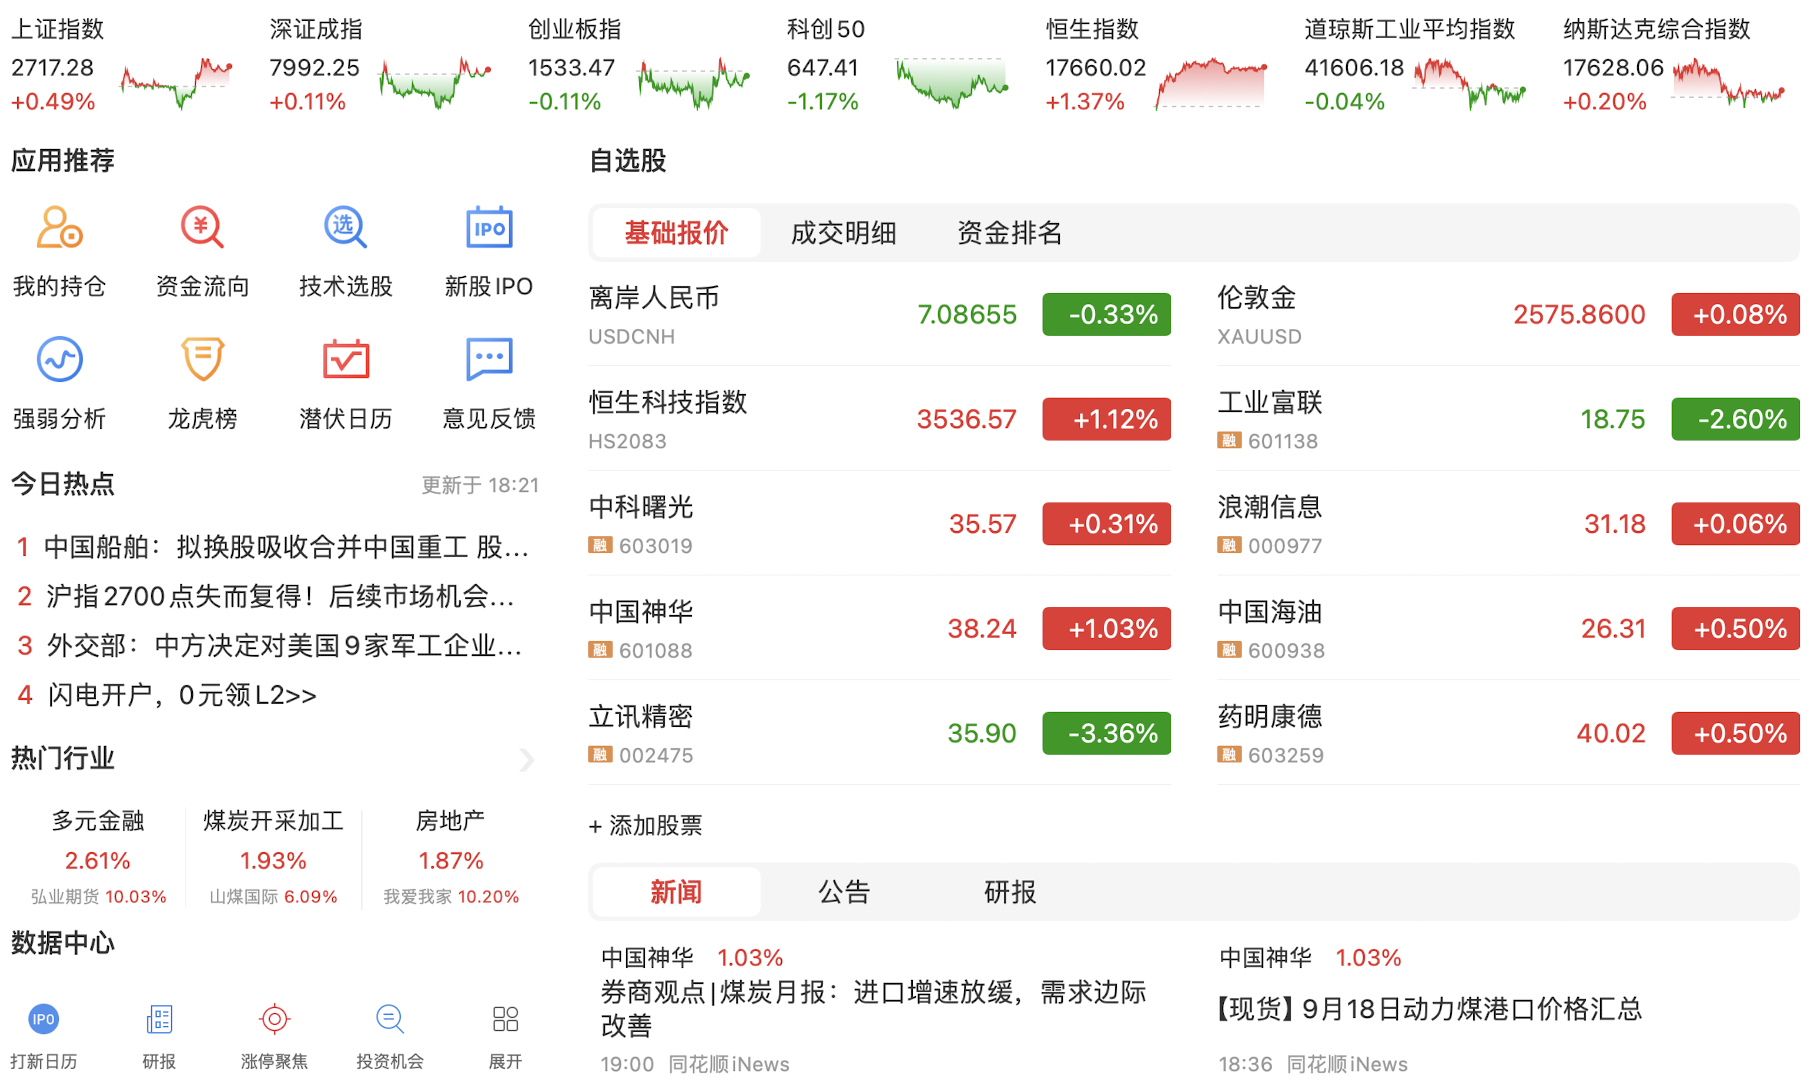 上证指数
2717.28
+0.49%
深证成指
7992.25
+0.11%
创业板指
1533.47
-0.11%
科创50
647.41
-1.17%
恒生指数
17660.02
+1.37%
道琼斯工业平均指数
41606.18
-0.04%
纳斯达克综合指数
17628.06
+0.20%
应用推荐
我的持仓
资金流向
选
技术选股
IPO
新股IPO
强弱分析
龙虎榜
潜伏日历
意见反馈
今日热点
更新于 18:21
1 中国船舶：拟换股吸收合并中国重工 股...
2 沪指2700点失而复得！后续市场机会...
3 外交部：中方决定对美国9家军工企业...
4 闪电开户，0元领L2>>
热门行业
多元金融
2.61%
弘业期货 10.03%
煤炭开采加工
1.93%
山煤国际 6.09%
房地产
1.87%
我爱我家 10.20%
数据中心
IPO
打新日历
研报
涨停聚焦
投资机会
展开
自选股
基础报价 成交明细 资金排名
离岸人民币
USDCNH
7.08655 -0.33%
伦敦金
XAUUSD
2575.8600 +0.08%
恒生科技指数
HS2083
3536.57 +1.12%
工业富联
融 601138
18.75 -2.60%
中科曙光
融 603019
35.57 +0.31%
浪潮信息
融 000977
31.18 +0.06%
中国神华
融 601088
38.24 +1.03%
中国海油
融 600938
26.31 +0.50%
立讯精密
融 002475
35.90 -3.36%
药明康德
融 603259
40.02 +0.50%
+ 添加股票
新闻 公告 研报
中国神华 1.03%
券商观点|煤炭月报：进口增速放缓，需求边际
改善
19:00 同花顺iNews
中国神华 1.03%
【现货】9月18日动力煤港口价格汇总
18:36 同花顺iNews